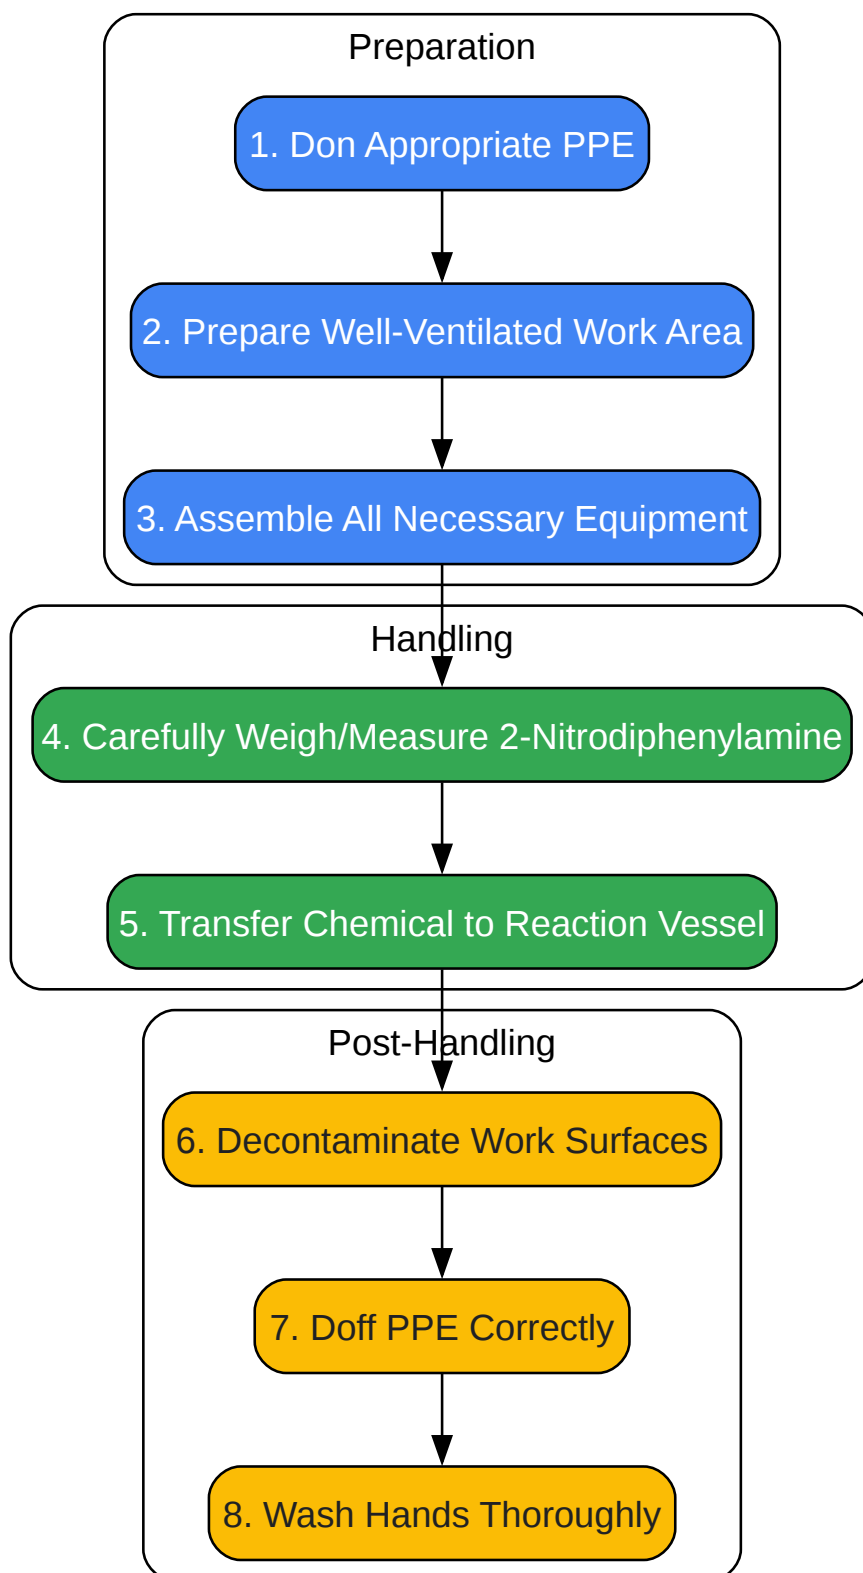 Preparation
1. Don Appropriate PPE
2. Prepare Well-Ventilated Work Area
3. Assemble All Necessary Equipment
Handling
4. Carefully Weigh/Measure 2-Nitrodiphenylamine
5. Transfer Chemical to Reaction Vessel
Post-Handling
6. Decontaminate Work Surfaces
7. Doff PPE Correctly
8. Wash Hands Thoroughly